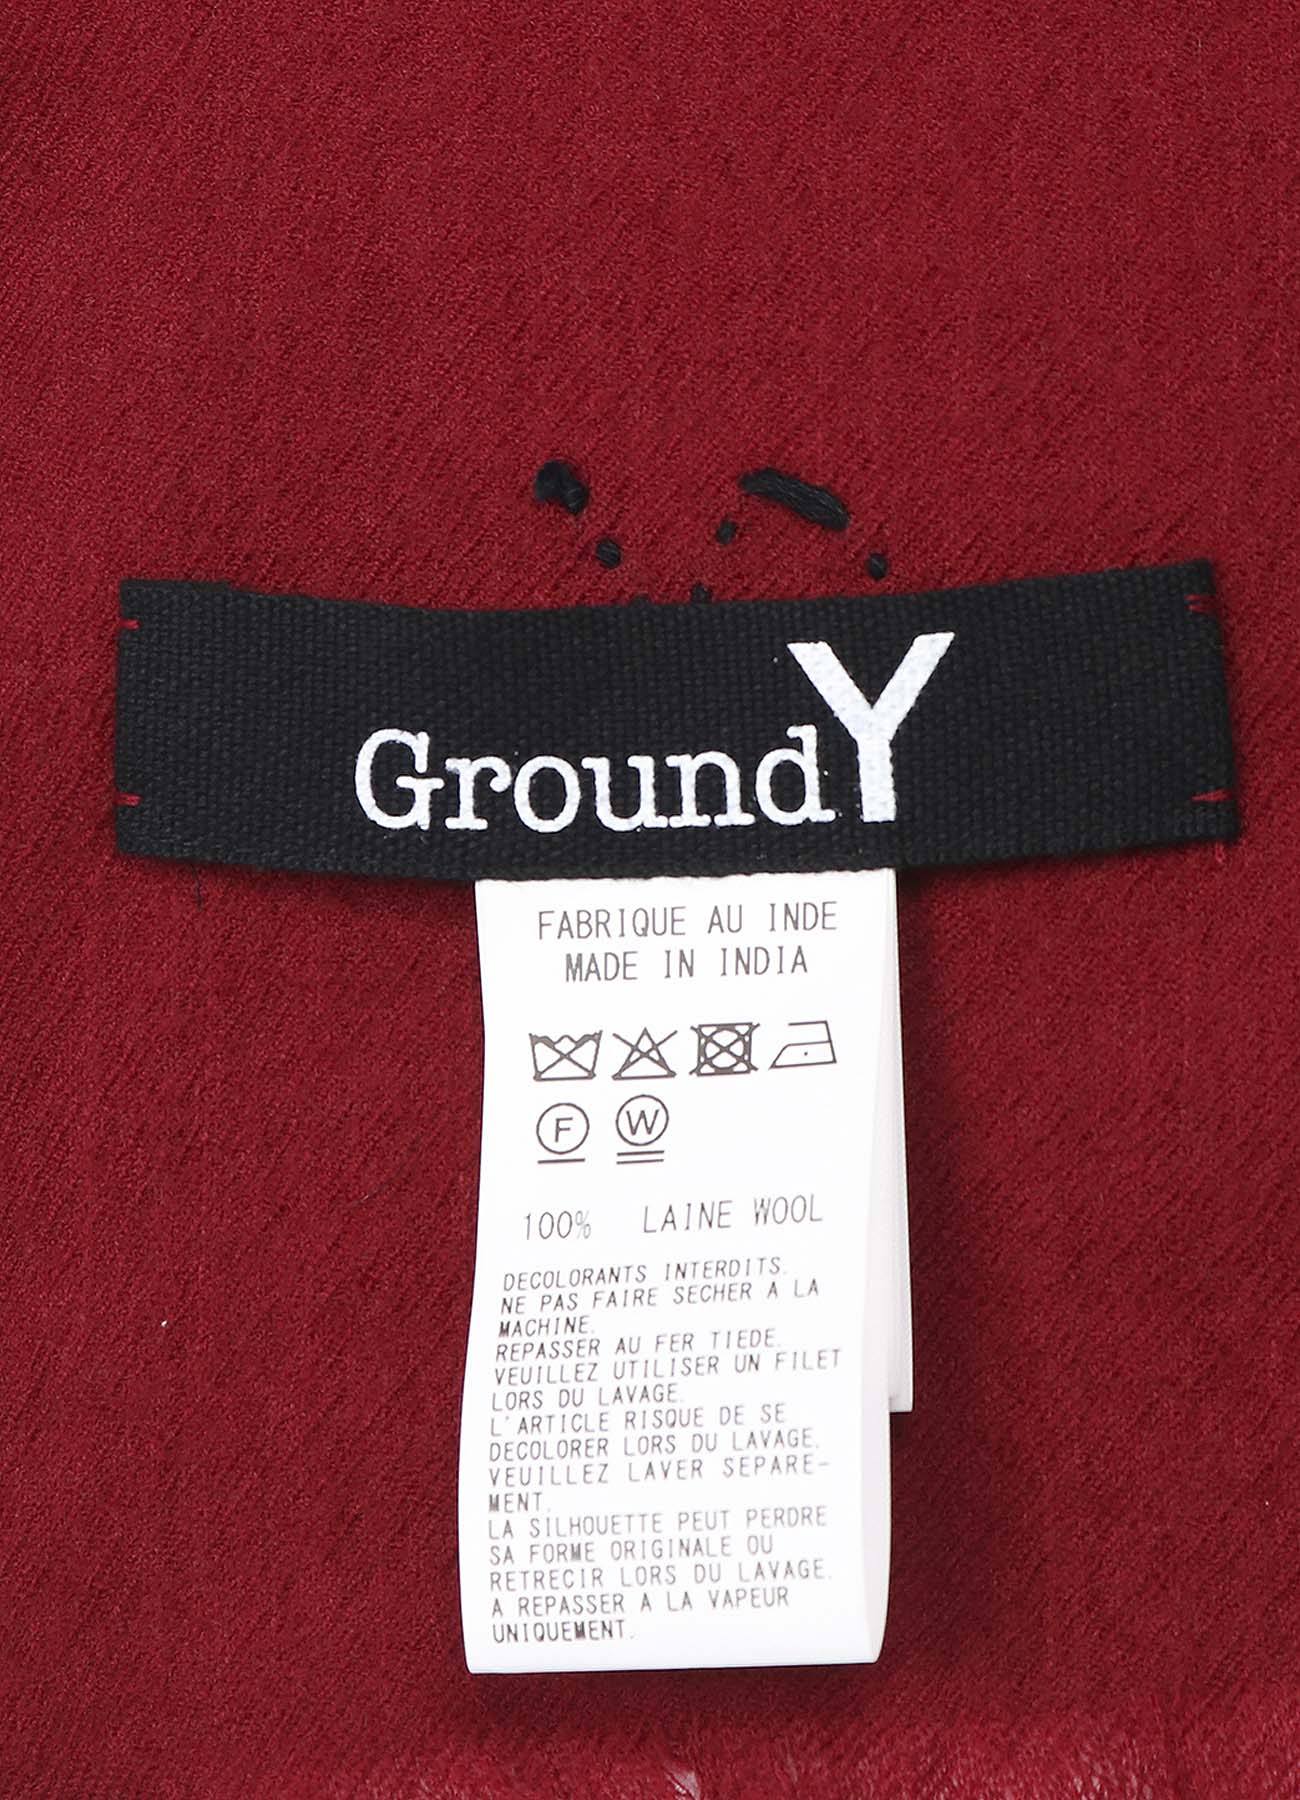 GroundY
FABRIQUE AU INDE
MADE IN INDIA
F W
100% LAINE WOOL
DECOLORANTS INTERDITS.
NE PAS FAIRE SECHER A LA
MACHINE.
REPASSER AU FER TIEDE.
VEUILLEZ UTILISER UN FILET
LORS DU LAVAGE.
L'ARTICLE RISQUE DE SE
DECOLORER LORS DU LAVAGE.
VEUILLEZ LAVER SEPARE-
MENT.
LA SILHOUETTE PEUT PERDRE
SA FORME ORIGINALE OU
RETRECIR LORS DU LAVAGE.
A REPASSER A LA VAPEUR
UNIQUEMENT.